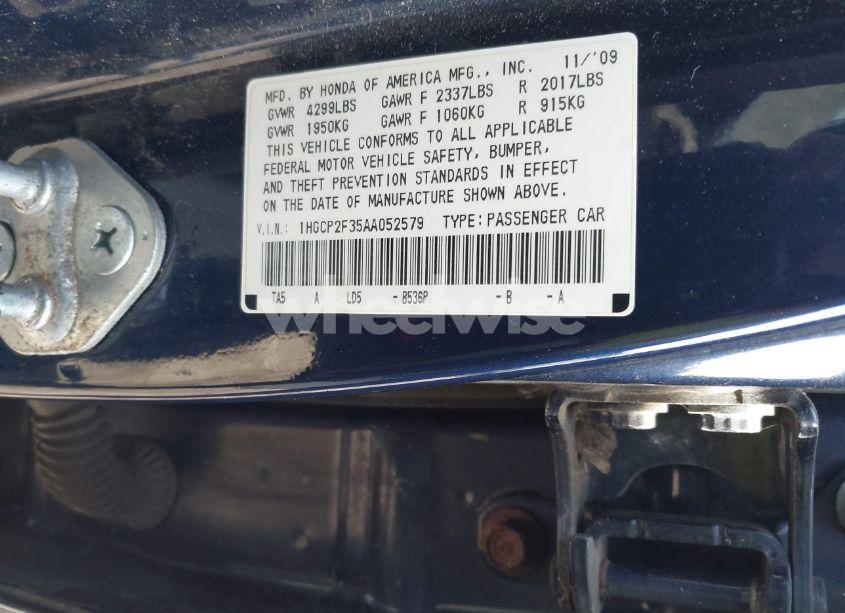 MFD. BY HONDA OF AMERICA MFG., INC. 11/'09
GVWR 4299LBS GAWR F 2337LBS R 2017LBS
GVWR 1950KG GAWR F 1060KG R 915KG
THIS VEHICLE CONFORMS TO ALL APPLICABLE
FEDERAL MOTOR VEHICLE SAFETY, BUMPER,
AND THEFT PREVENTION STANDARDS IN EFFECT
ON THE DATE OF MANUFACTURE SHOWN ABOVE.
V.I.N.: 1HGCP2F35AA052579 TYPE: PASSENGER CAR
TA5 A LD5 - B536P - B - A
wheelwise